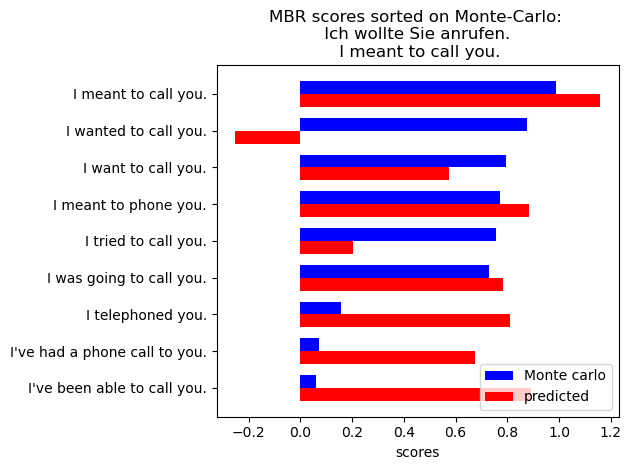 MBR scores sorted on Monte-Carlo:
Ich wollte Sie anrufen.
I meant to call you.
I meant to call you.
I wanted to call you.
I want to call you.
I meant to phone you.
I tried to call you.
I was going to call you.
I telephoned you.
I've had a phone call to you.
I've been able to call you.
Monte carlo
predicted
−0.2 0.0 0.2 0.4 0.6 0.8 1.0 1.2
scores